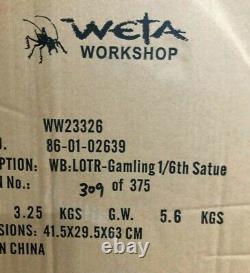 WETA
WORKSHOP
WW23326
O. 86-01-02639
PTION: WB:LOTR-Gamling 1/6th Satue
N No.: 309 of 375
3.25 KGS G.W. 5.6 KGS
SIONS: 41.5X29.5X63 CM
N CHINA